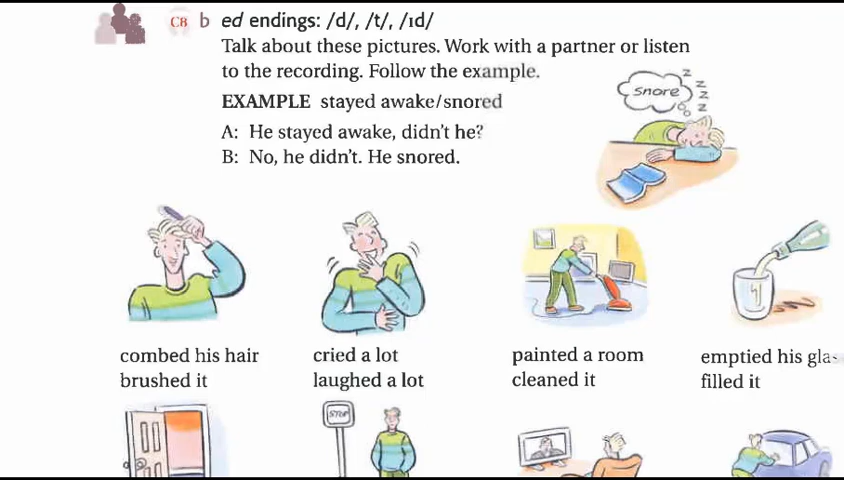 C8 b ed endings: /d/, /t/, /ɪd/
Talk about these pictures. Work with a partner or listen
to the recording. Follow the example.
EXAMPLE stayed awake/snored
A: He stayed awake, didn't he?
B: No, he didn't. He snored.
snore
z
z
z
z
combed his hair
brushed it
cried a lot
laughed a lot
painted a room
cleaned it
emptied his
filled it
STOP